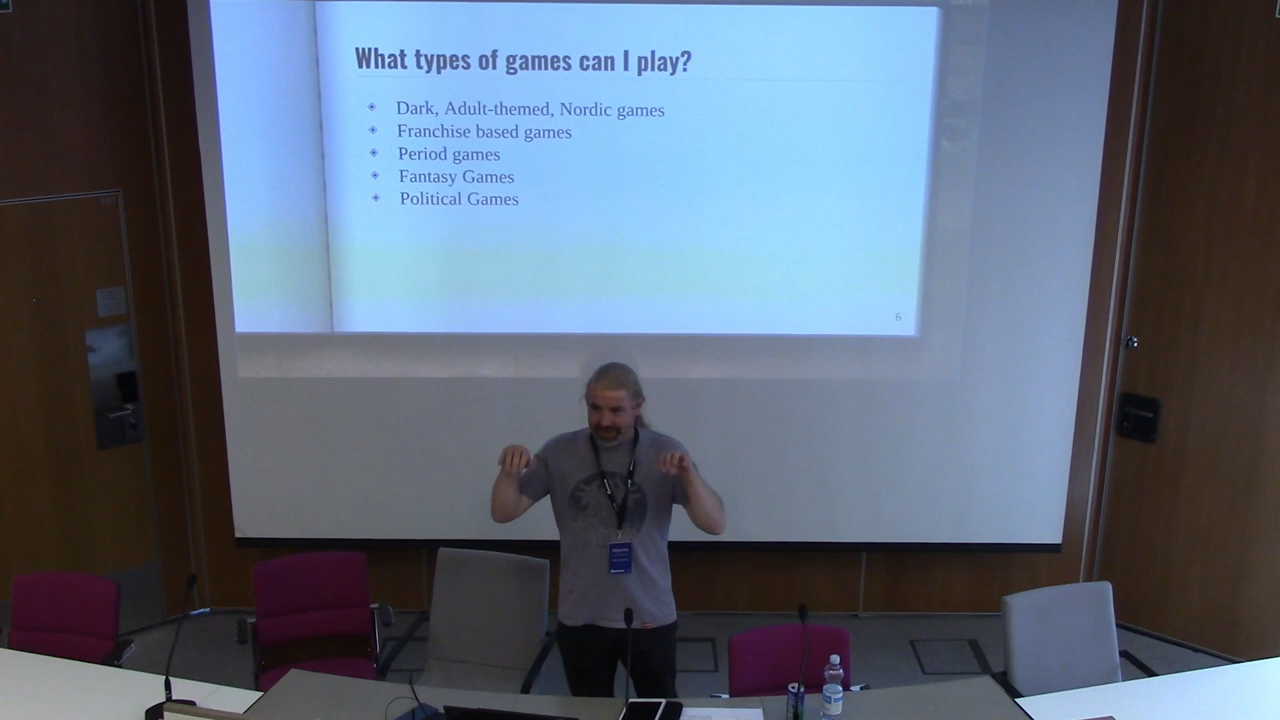 What types of games can I play?
Dark, Adult-themed, Nordic games
Franchise based games
Period games
Fantasy Games
Political Games
6